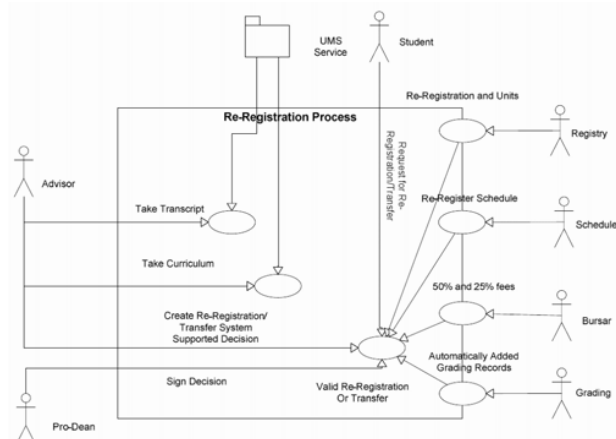 UMS
Service
Student
Re-Registration and Units
Re-Registration Process
Registry
Request for Re-
Registration/Transfer
Advisor
Re-Register Schedule
Take Transcript
Schedule
Take Curriculum
50% and 25% fees
Create Re-Registration/
Transfer System
Supported Decision
Bursar
Automatically Added
Grading Records
Sign Decision
Valid Re-Registration
Or Transfer
Grading
Pro-Dean